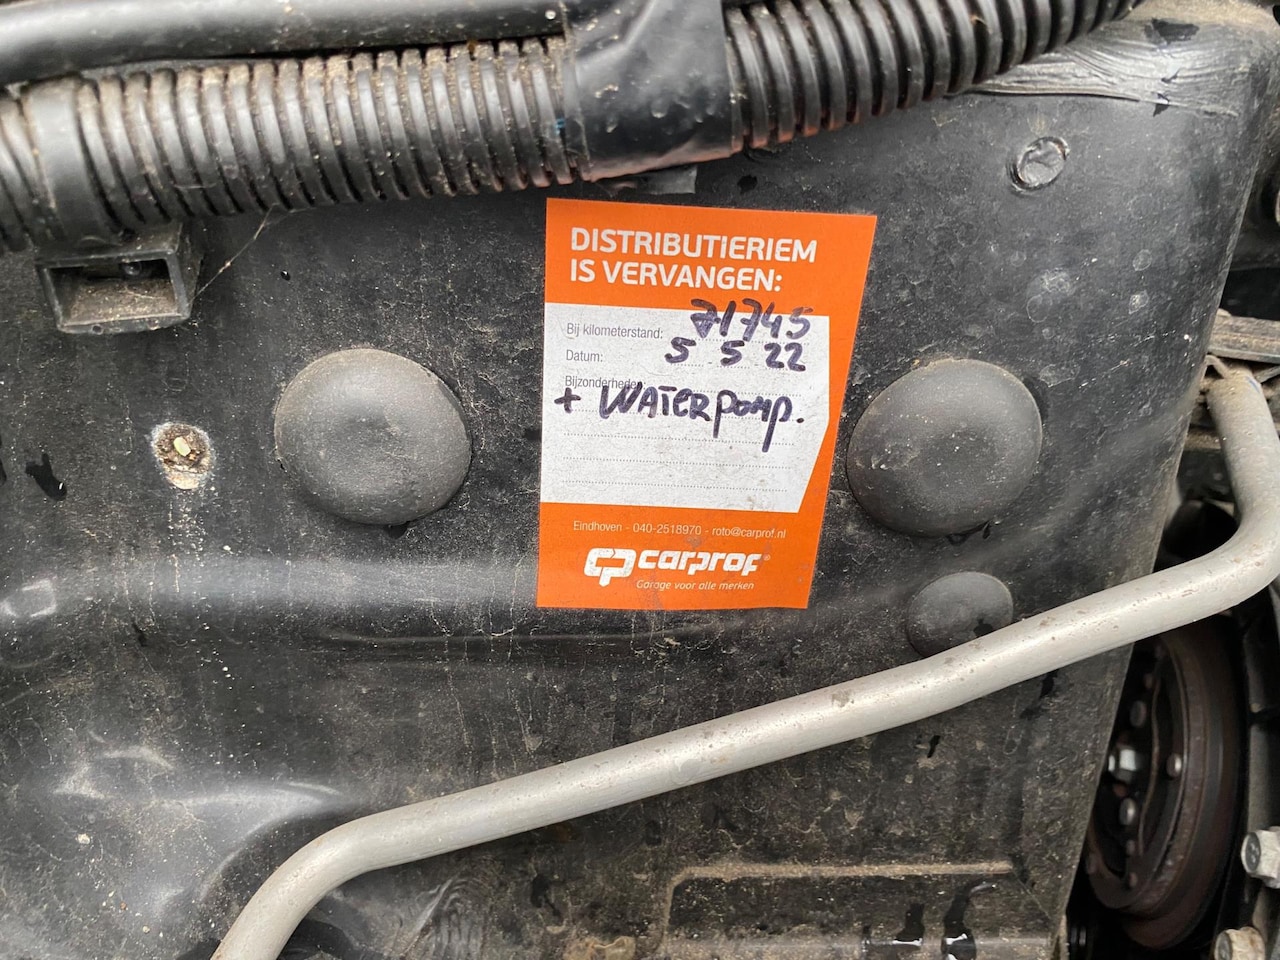 DISTRIBUTIERIEM
IS VERVANGEN:
Bij kilometerstand: 71745
Datum: 5 5 22
Bijzonderheden:
+ WATERPOMP.
Eindhoven - 040-2518970 - roto@carprof.nl
CP carprof®
Garage voor alle merken